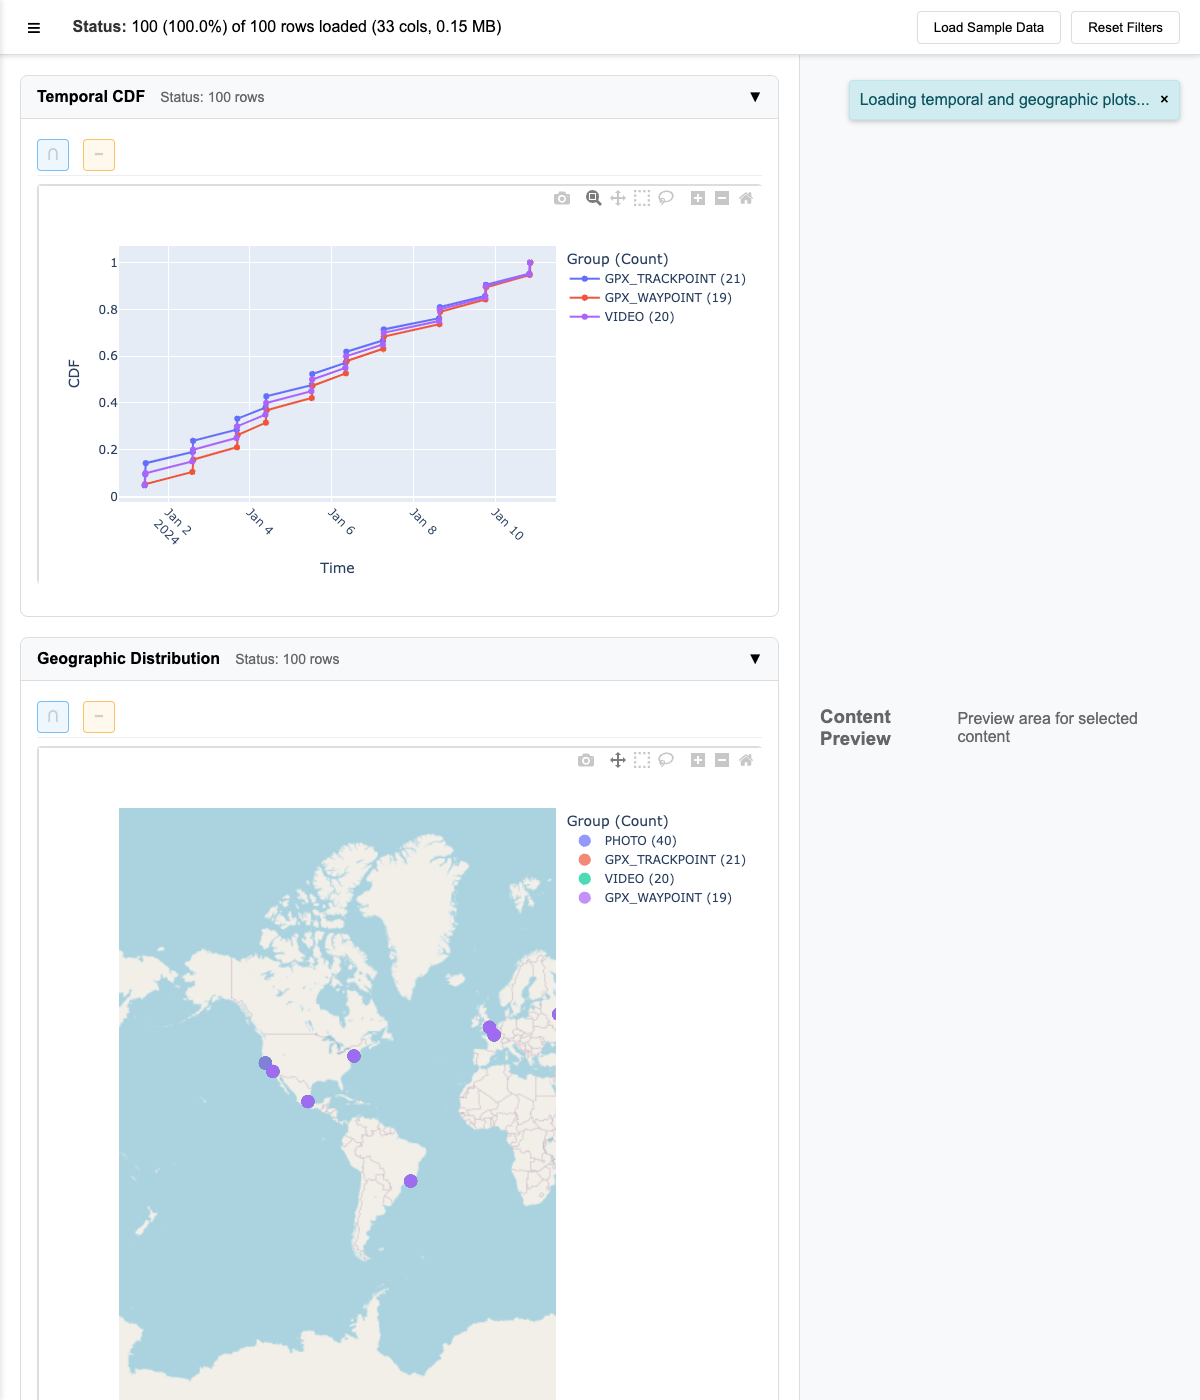 ≡ Status: 100 (100.0%) of 100 rows loaded (33 cols, 0.15 MB) Load Sample Data Reset Filters
Loading temporal and geographic plots... ×
Temporal CDF Status: 100 rows ▼
∩ −
Group (Count)
GPX_TRACKPOINT (21)
GPX_WAYPOINT (19)
VIDEO (20)
1
0.8
0.6
0.4
0.2
0
CDF
Jan 2
2024
Jan 4
Jan 6
Jan 8
Jan 10
Time
Geographic Distribution Status: 100 rows ▼
∩ −
Group (Count)
PHOTO (40)
GPX_TRACKPOINT (21)
VIDEO (20)
GPX_WAYPOINT (19)
Content
Preview
Preview area for selected
content